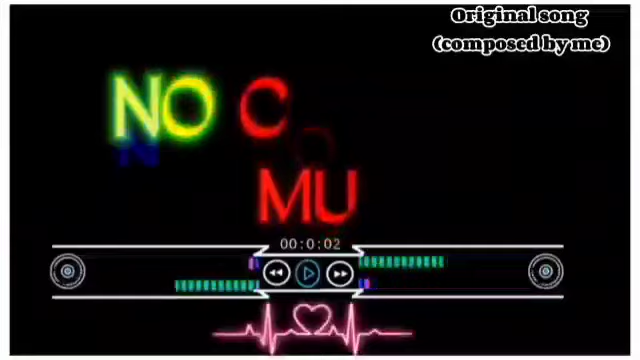 Original song
(composed by me)
NO C
MU
00:0:02